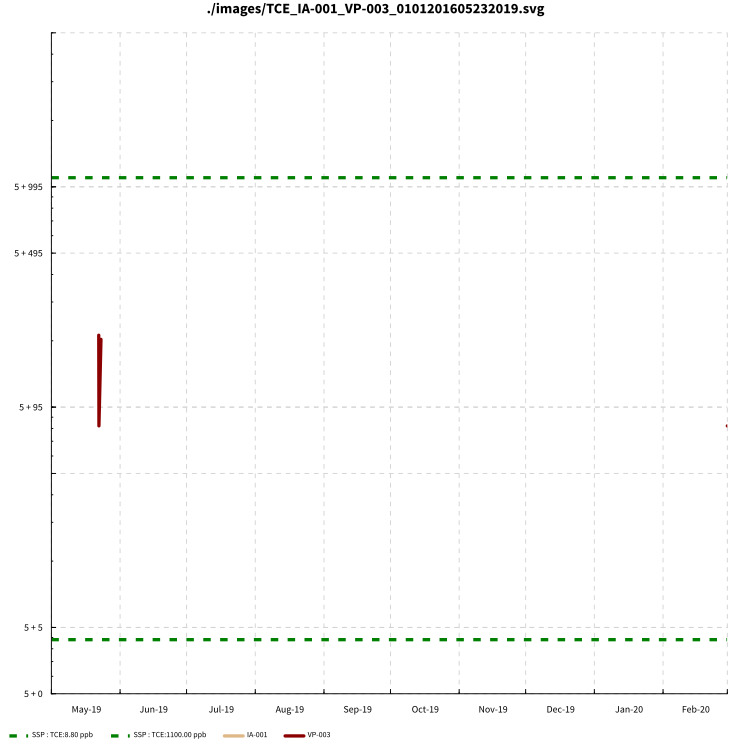 ./images/TCE_IA-001_VP-003_0101201605232019.svg
5 + 995
5 + 495
5 + 95
5 + 5
5 + 0
May-19 Jun-19 Jul-19 Aug-19 Sep-19 Oct-19 Nov-19 Dec-19 Jan-20 Feb-20
SSP : TCE:8.80 ppb SSP : TCE:1100.00 ppb IA-001 VP-003